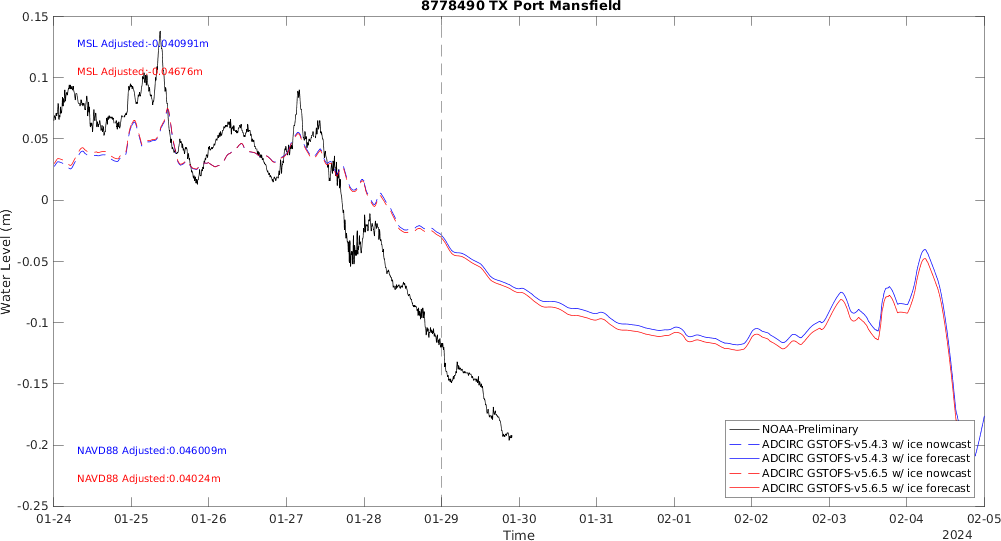 8778490 TX Port Mansfield
0.15
0.1
0.05
0
-0.05
-0.1
-0.15
-0.2
-0.25
Water Level (m)
MSL Adjusted:-0.040991m
MSL Adjusted:-0.04676m
NAVD88 Adjusted:0.046009m
NAVD88 Adjusted:0.04024m
NOAA-Preliminary
ADCIRC GSTOFS-v5.4.3 w/ ice nowcast
ADCIRC GSTOFS-v5.4.3 w/ ice forecast
ADCIRC GSTOFS-v5.6.5 w/ ice nowcast
ADCIRC GSTOFS-v5.6.5 w/ ice forecast
01-24 01-25 01-26 01-27 01-28 01-29 01-30 01-31 02-01 02-02 02-03 02-04 02-05
Time
2024